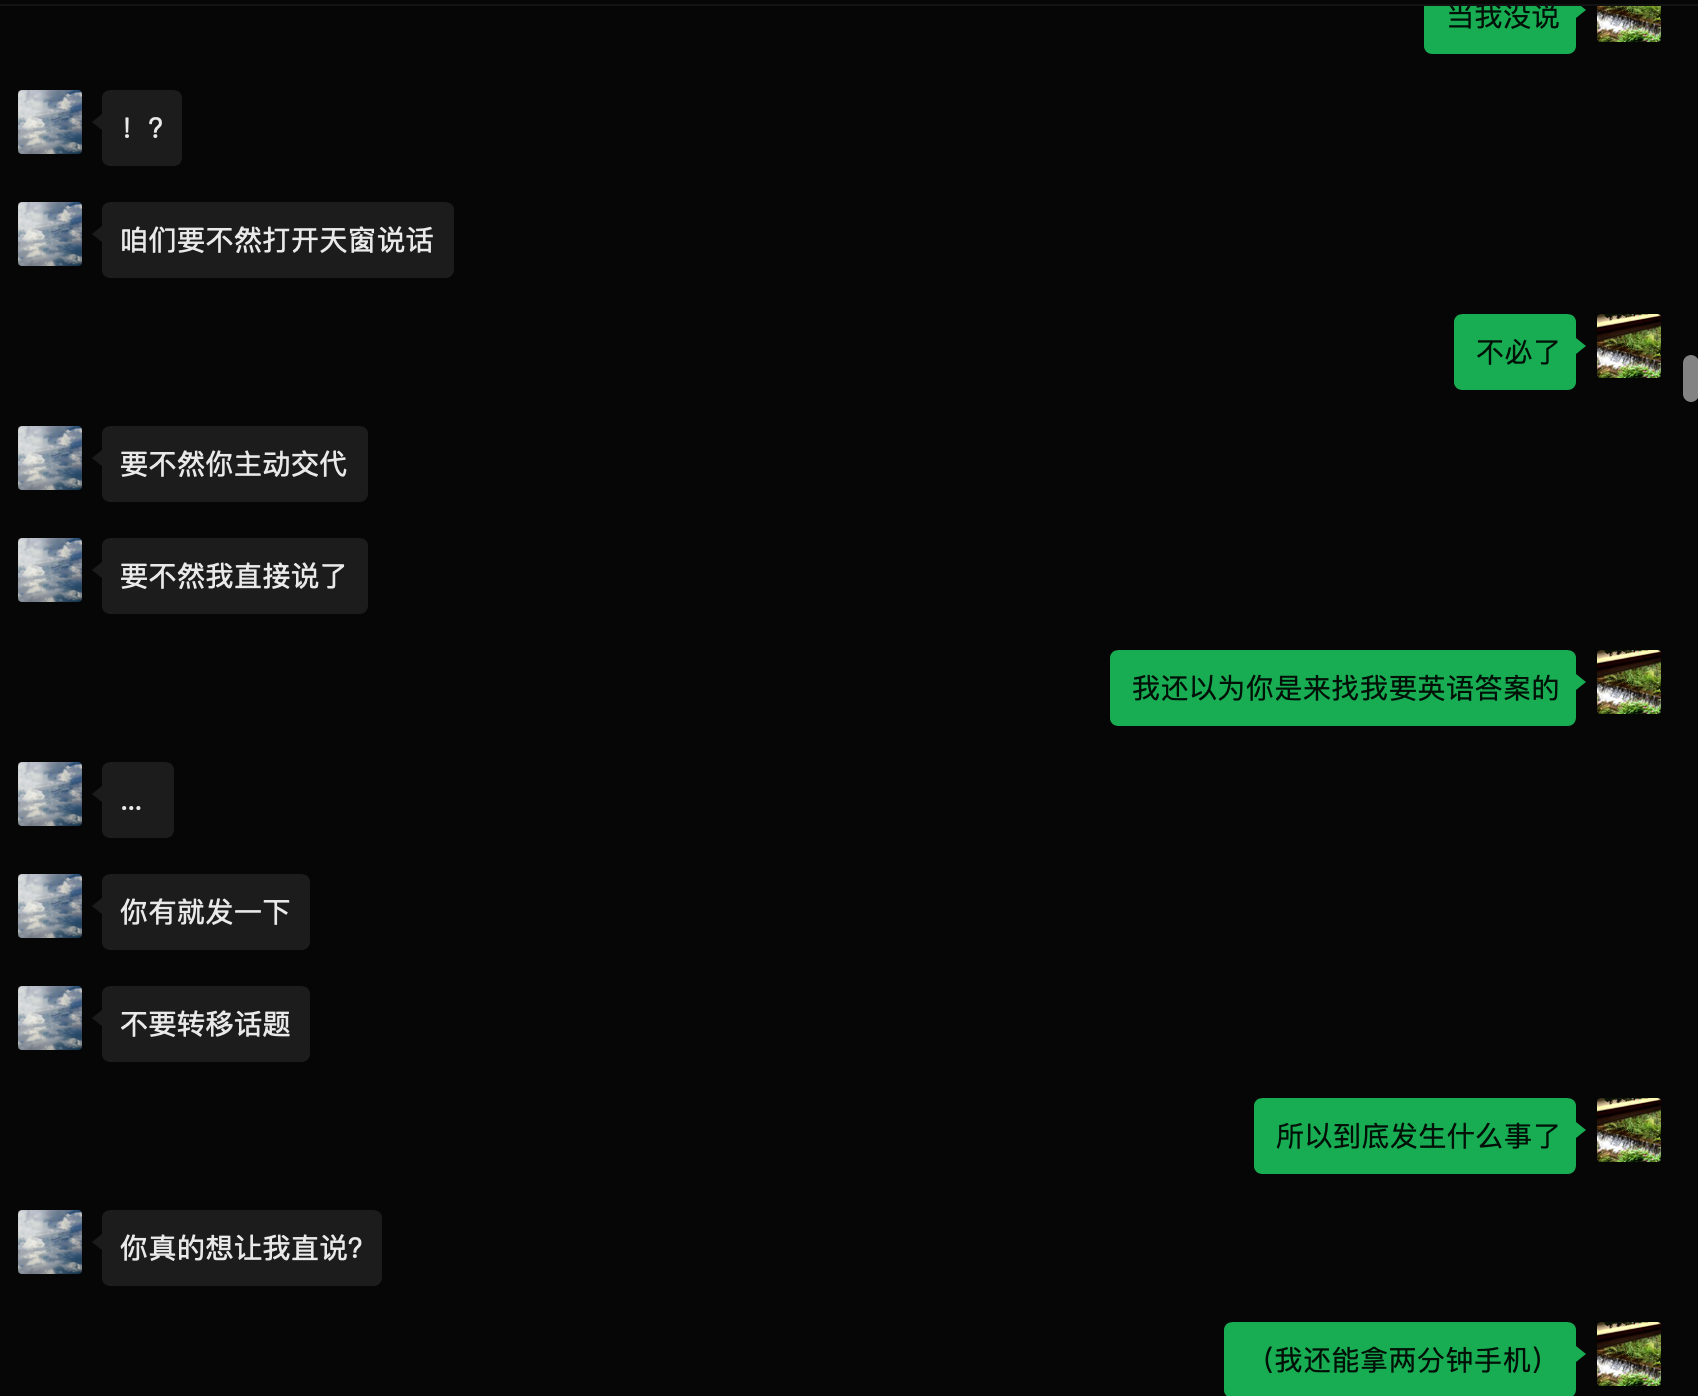 当我没说
！？
咱们要不然打开天窗说话
不必了
要不然你主动交代
要不然我直接说了
我还以为你是来找我要英语答案的
...
你有就发一下
不要转移话题
所以到底发生什么事了
你真的想让我直说?
（我还能拿两分钟手机）